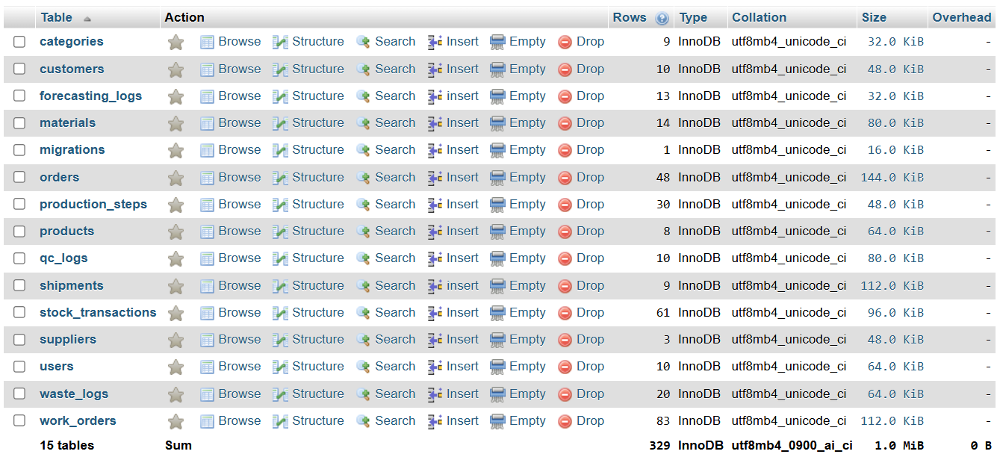 Table Action Rows Type Collation Size Overhead
categories Browse Structure Search Insert Empty Drop 9 InnoDB utf8mb4_unicode_ci 32.0 KiB -
customers Browse Structure Search Insert Empty Drop 10 InnoDB utf8mb4_unicode_ci 48.0 KiB -
forecasting_logs Browse Structure Search insert Empty Drop 13 InnoDB utf8mb4_unicode_ci 32.0 KiB -
materials Browse Structure Search Insert Empty Drop 14 InnoDB utf8mb4_unicode_ci 80.0 KiB -
migrations Browse Structure Search Insert Empty Drop 1 InnoDB utf8mb4_unicode_ci 16.0 KiB -
orders Browse Structure Search Insert Empty Drop 48 InnoDB utf8mb4_unicode_ci 144.0 KiB -
production_steps Browse Structure Search Insert Empty Drop 30 InnoDB utf8mb4_unicode_ci 48.0 KiB -
products Browse Structure Search Insert Empty Drop 8 InnoDB utf8mb4_unicode_ci 64.0 KiB -
qc_logs Browse Structure Search Insert Empty Drop 10 InnoDB utf8mb4_unicode_ci 80.0 KiB -
shipments Browse Structure Search insert Empty Drop 9 InnoDB utf8mb4_unicode_ci 112.0 KiB -
stock_transactions Browse Structure Search Insert Empty Drop 61 InnoDB utf8mb4_unicode_ci 96.0 KiB -
suppliers Browse Structure Search Insert Empty Drop 3 InnoDB utf8mb4_unicode_ci 48.0 KiB -
users Browse Structure Search Insert Empty Drop 10 InnoDB utf8mb4_unicode_ci 64.0 KiB -
waste_logs Browse Structure Search Insert Empty Drop 20 InnoDB utf8mb4_unicode_ci 64.0 KiB -
work_orders Browse Structure Search Insert Empty Drop 83 InnoDB utf8mb4_unicode_ci 112.0 KiB -
15 tables Sum 329 InnoDB utf8mb4_0900_ai_ci 1.0 MiB 0 B